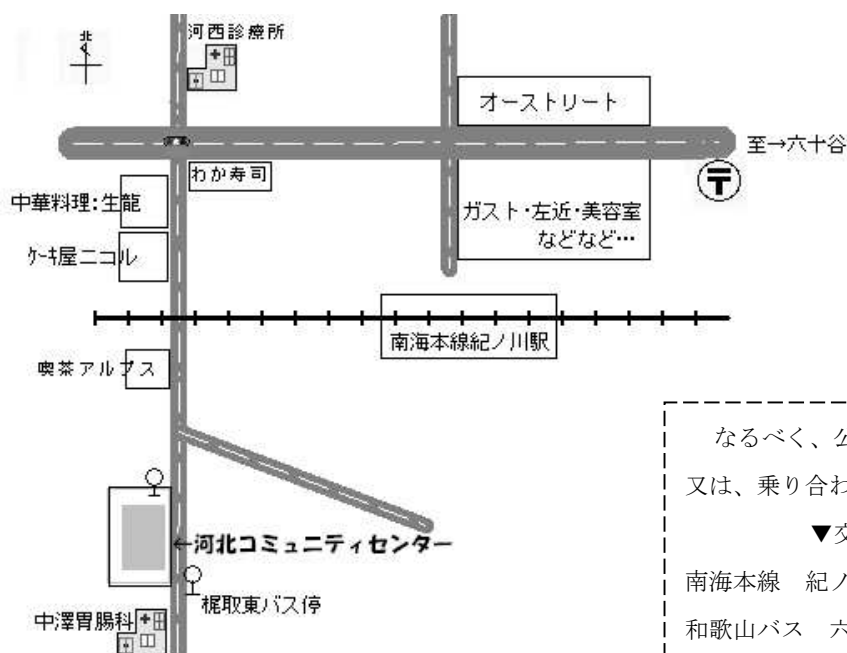 河西診療所
北
オーストリート
至→六十谷
〒
わか寿司
中華料理:生龍
ガスト・左近・美容室
などなど…
ケーキ屋ニコル
南海本線紀ノ川駅
喫茶アルプス
なるべく、公
又は、乗り合わ
▼交
←河北コミュニティセンター
南海本線　紀ノ
梶取東バス停
中澤胃腸科
和歌山バス　六